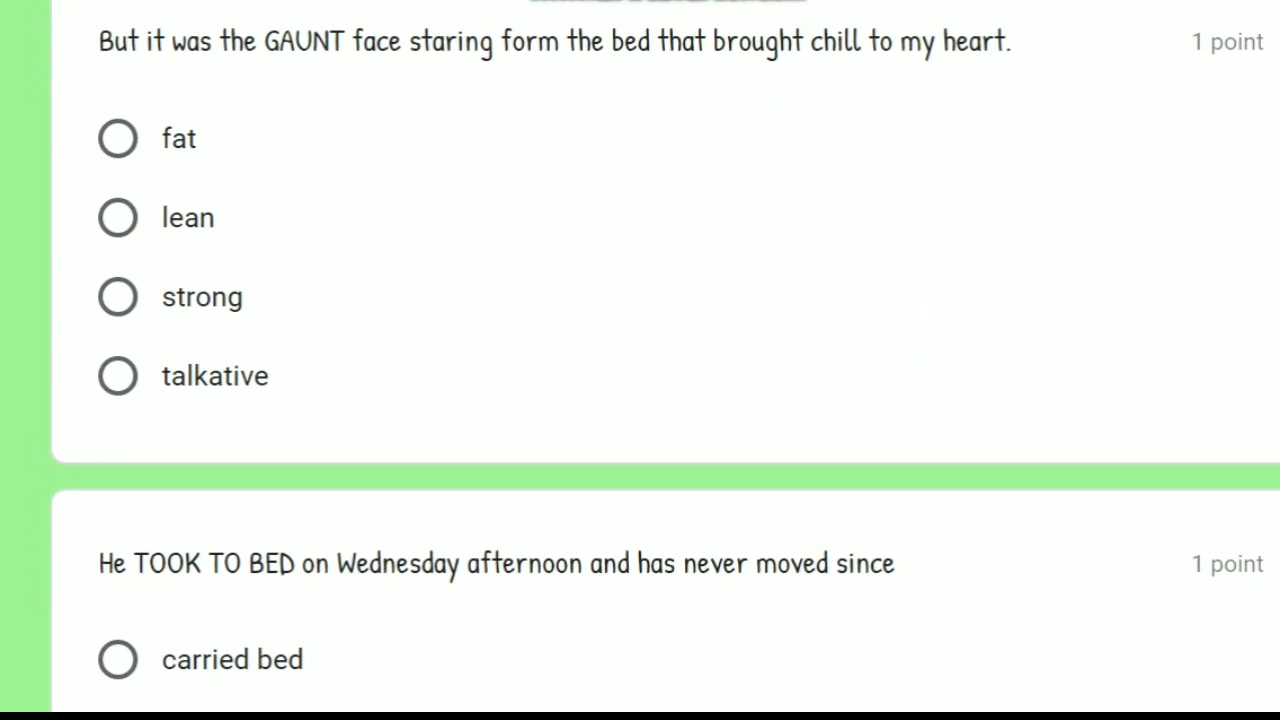 But it was the GAUNT face staring form the bed that brought chill to my heart. 1 point
fat
lean
strong
talkative
He TOOK TO BED on Wednesday afternoon and has never moved since 1 point
carried bed